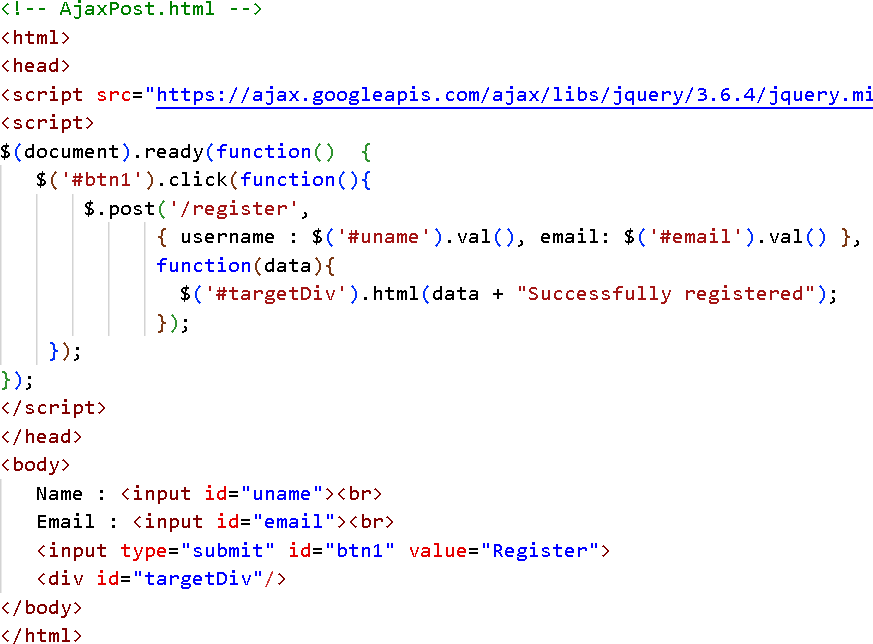 <!-- AjaxPost.html -->
<html>
<head>
<script src="https://ajax.googleapis.com/ajax/libs/jquery/3.6.4/jquery.mi
<script>
$(document).ready(function()  {
   $('#btn1').click(function(){
       $.post('/register',
             { username : $('#uname').val(), email: $('#email').val() },
             function(data){
               $('#targetDiv').html(data + "Successfully registered");
             });
    });
});
</script>
</head>
<body>
   Name : <input id="uname"><br>
   Email : <input id="email"><br>
   <input type="submit" id="btn1" value="Register">
   <div id="targetDiv"/>
</body>
</html>